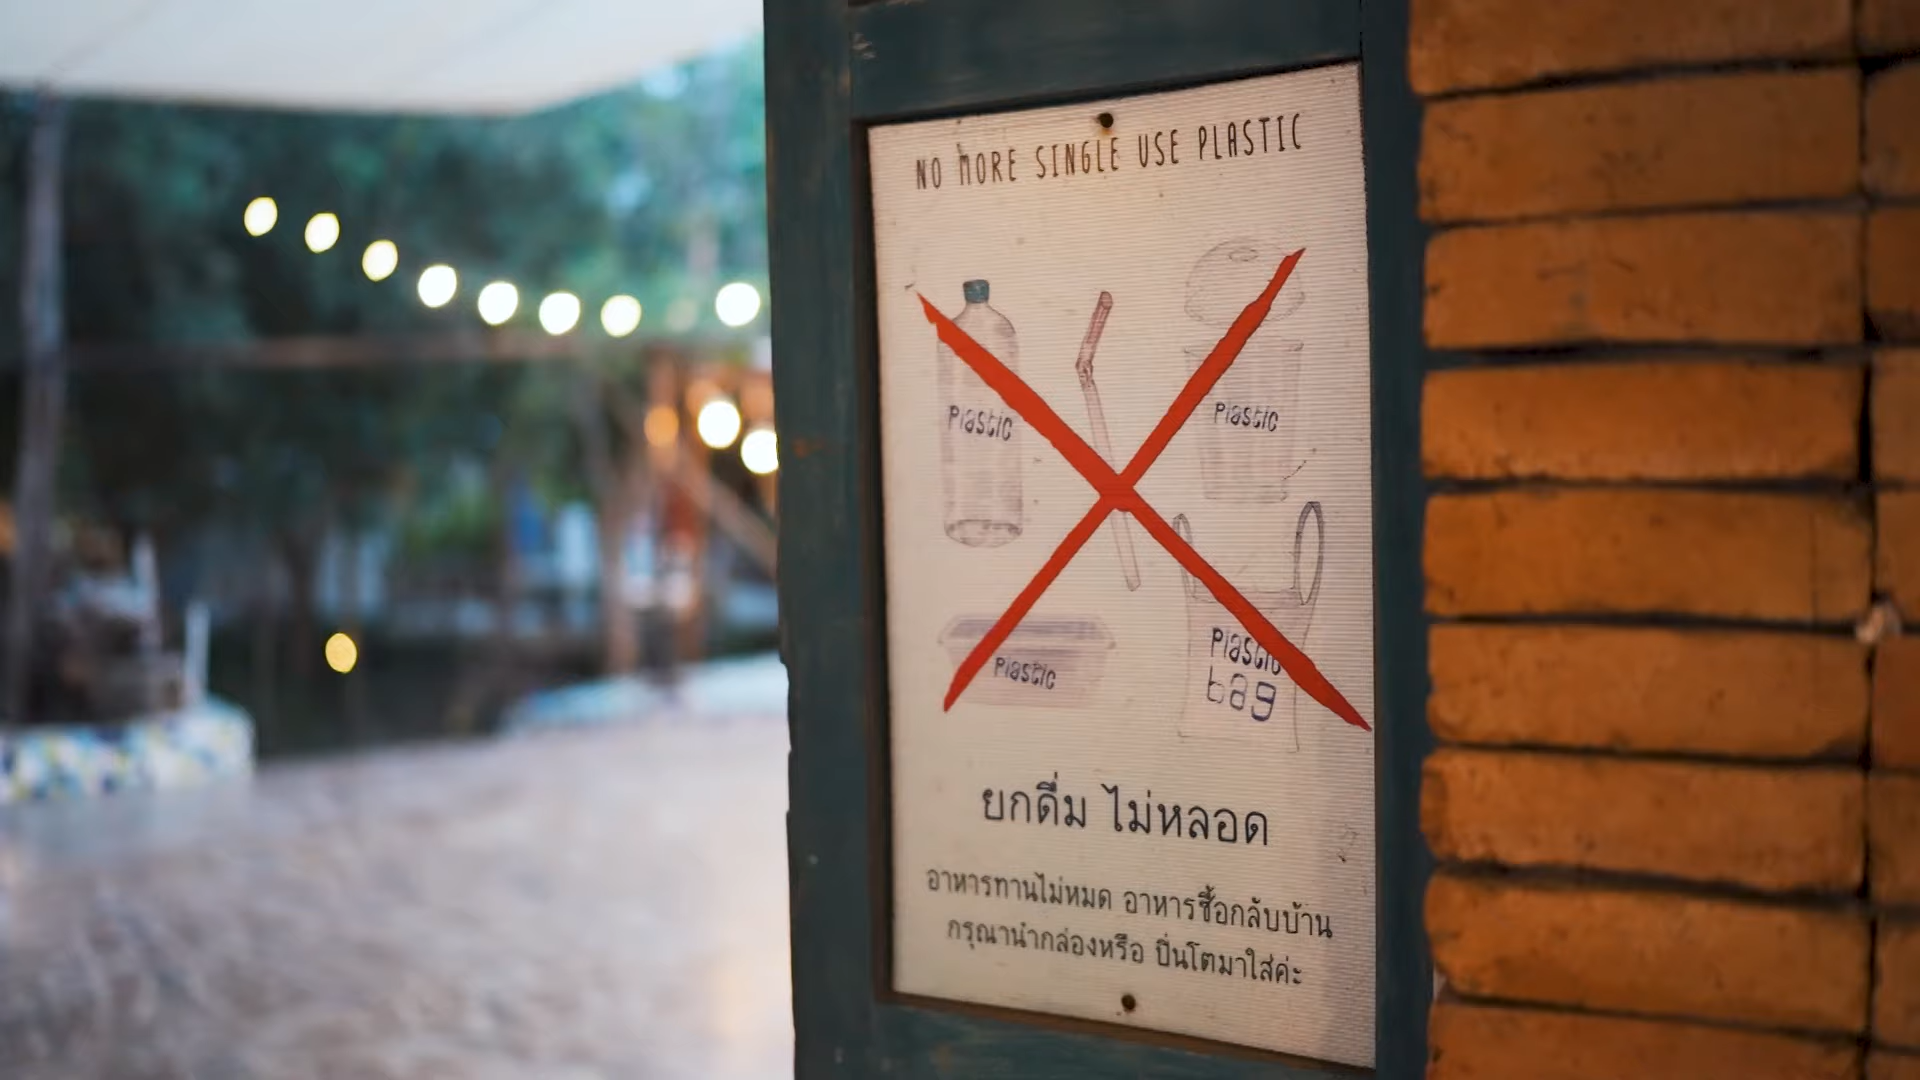 NO MORE SINGLE USE PLASTIC
Plastic
Plastic
Plastic
Plastic
bag
ยกดื่ม ไม่หลอด
อาหารทานไม่หมด อาหารซื้อกลับบ้าน
กรุณานำกล่องหรือ ปิ่นโตมาใส่ค่ะ